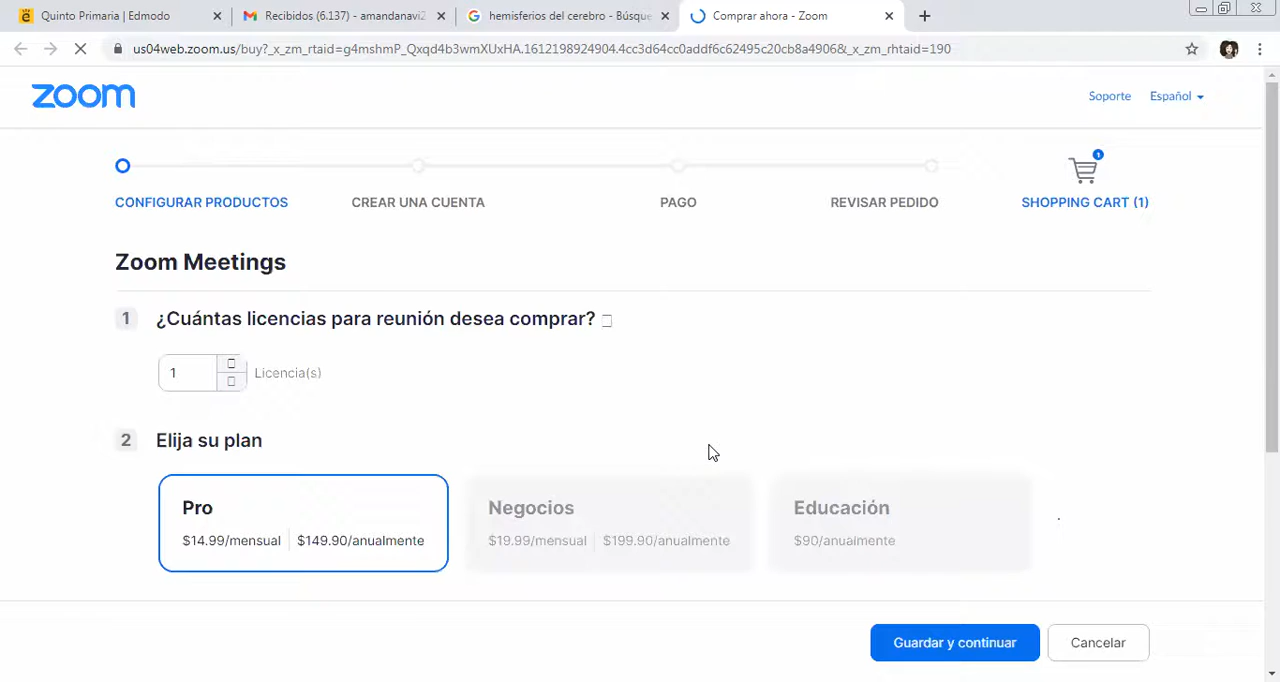 Quinto Primaria | Edmodo
Recibidos (6.137) - amandanavi2
hemisferios del cerebro - Búsque
Comprar ahora - Zoom
us04web.zoom.us/buy?_x_zm_rtaid=g4mshmP_Qxqd4b3wmXUxHA.1612198924904.4cc3d64cc0addf6c62495c20cb8a4906&_x_zm_rhtaid=190
zoom
Soporte
Español
1
CONFIGURAR PRODUCTOS
CREAR UNA CUENTA
PAGO
REVISAR PEDIDO
SHOPPING CART (1)
Zoom Meetings
1 ¿Cuántas licencias para reunión desea comprar?
1 Licencia(s)
2 Elija su plan
Pro
$14.99/mensual $149.90/anualmente
Negocios
$19.99/mensual $199.90/anualmente
Educación
$90/anualmente
Guardar y continuar
Cancelar